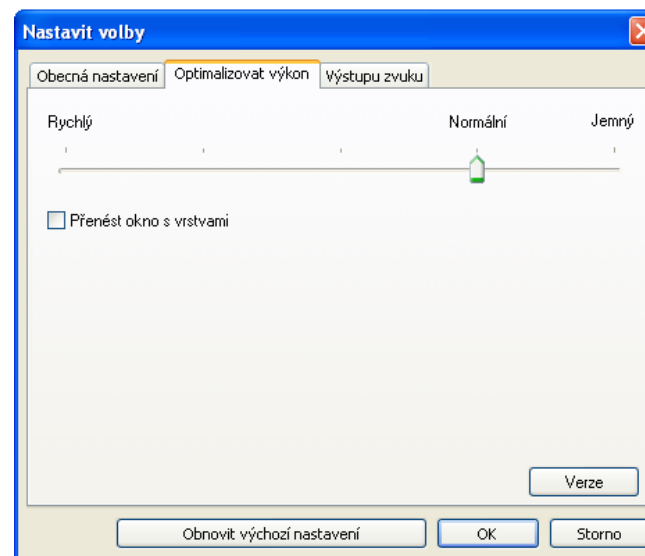 Nastavit volby
Obecná nastavení Optimalizovat výkon Výstupu zvuku
Rychlý Normální Jemný
Přenést okno s vrstvami
Verze
Obnovit výchozí nastavení OK Storno